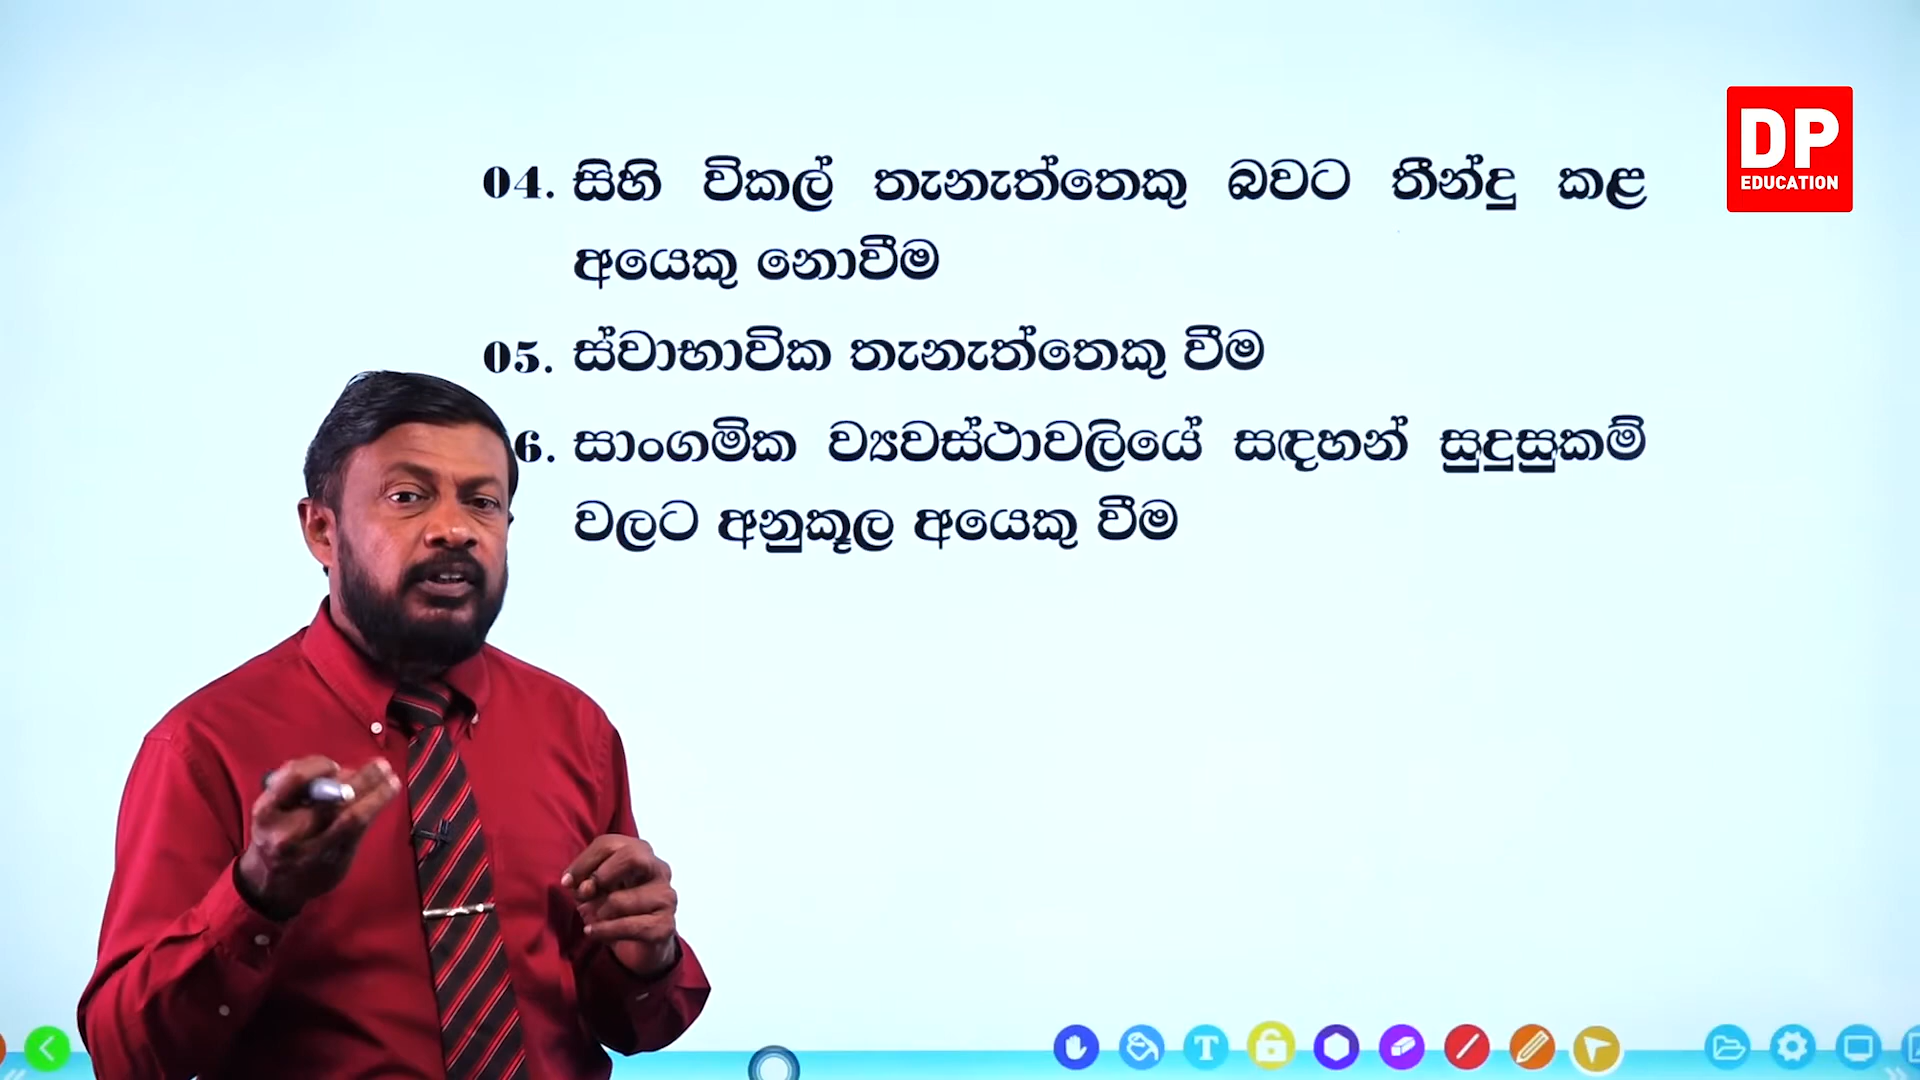 DP
EDUCATION
04. සිහි විකල් තැනැත්තෙකු බවට තීන්දු කළ
අයෙකු නොවීම
05. ස්වාභාවික තැනැත්තෙකු වීම
6. සාංගමික ව්‍යවස්ථාවලියේ සඳහන් සුදුසුකම්
වලට අනුකූල අයෙකු වීම
T